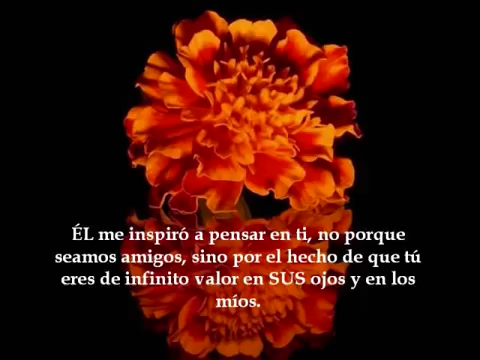 ÉL me inspiró a pensar en ti, no porque
seamos amigos, sino por el hecho de que tú
eres de infinito valor en SUS ojos y en los
míos.